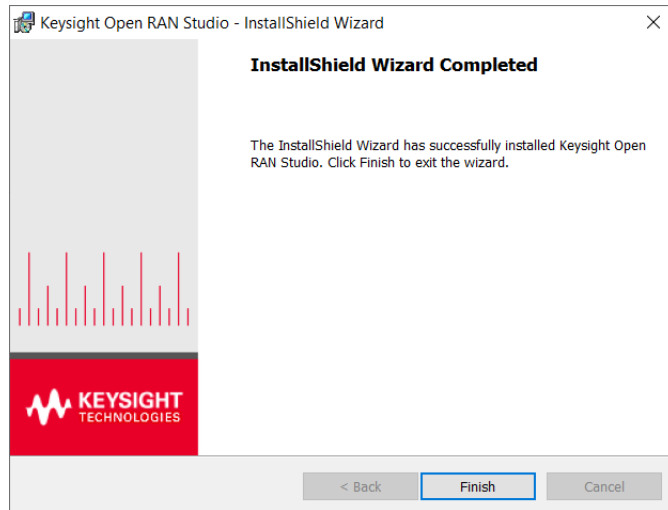 Keysight Open RAN Studio - InstallShield Wizard
InstallShield Wizard Completed
The InstallShield Wizard has successfully installed Keysight Open
RAN Studio. Click Finish to exit the wizard.
KEYSIGHT
TECHNOLOGIES
< Back
Finish
Cancel